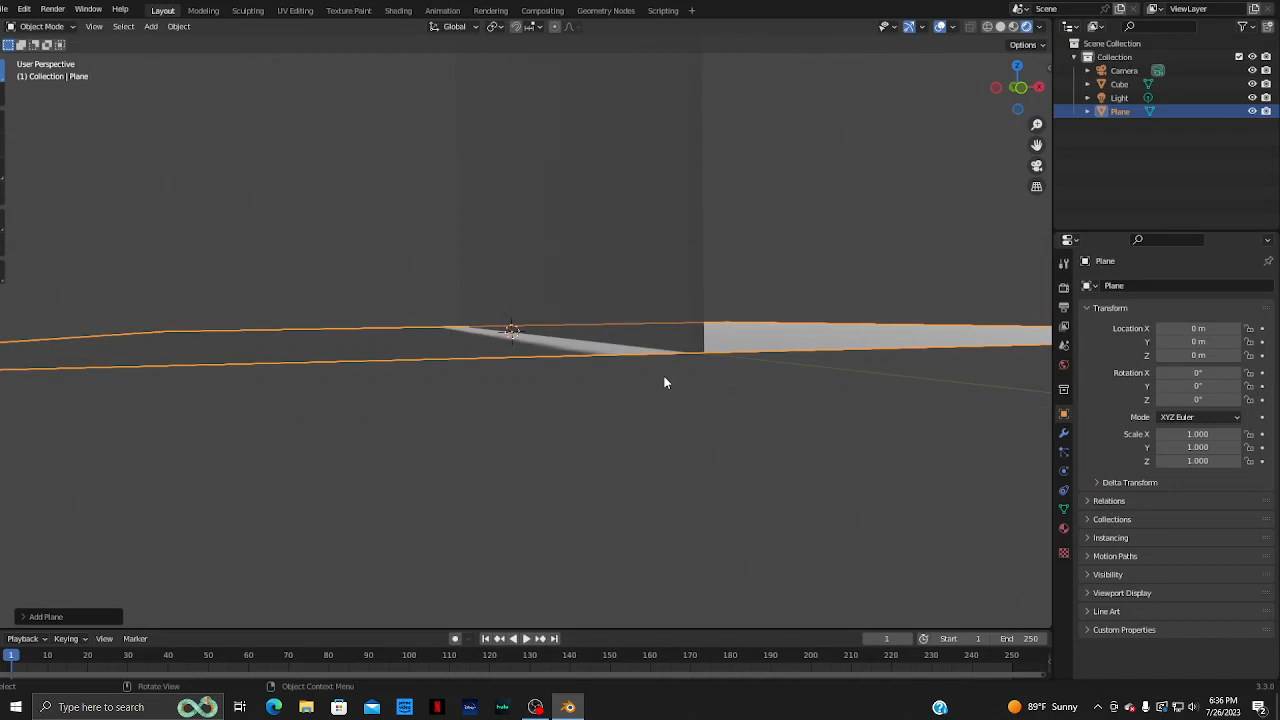 File Edit Render Window Help Layout Modeling Sculpting UV Editing Texture Paint Shading Animation Rendering Compositing Geometry Nodes Scripting + Scene ViewLayer
Object Mode View Select Add Object Global
Options
User Perspective
(1) Collection | Plane
Z
Scene Collection
Collection
Camera
Cube
Light
Plane
Plane
Plane
Transform
Location X 0 m
Y 0 m
Z 0 m
Rotation X 0°
Y 0°
Z 0°
Mode XYZ Euler
Scale X 1.000
Y 1.000
Z 1.000
Delta Transform
Relations
Collections
Instancing
Motion Paths
Visibility
Viewport Display
Line Art
Custom Properties
Add Plane
Playback Keying View Marker 1 Start 1 End 250
1 10 20 30 40 50 60 70 80 90 100 110 120 130 140 150 160 170 180 190 200 210 220 230 240 250
elect Rotate View Object Context Menu 3.3.0
Type here to search hulu 89°F Sunny 6:36 PM
7/26/2023